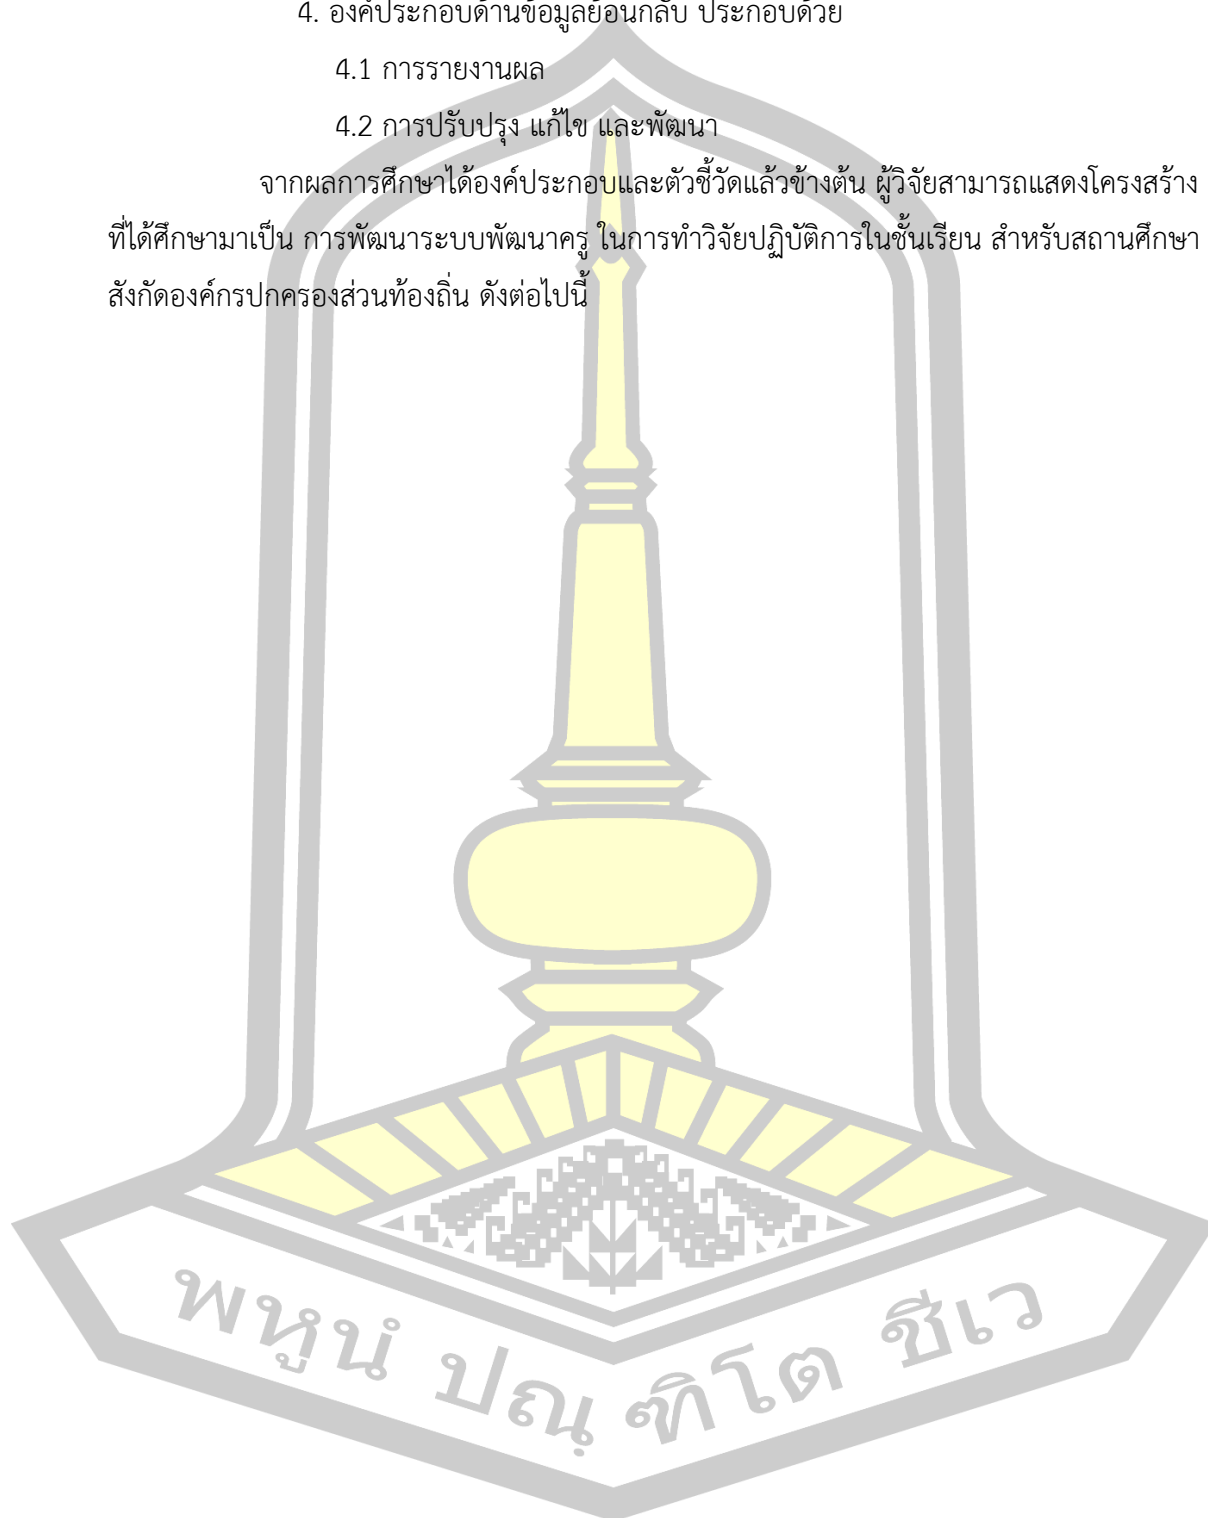 4. องค์ประกอบด้านข้อมูลย้อนกลับ ประกอบด้วย
4.1 การรายงานผล
4.2 การปรับปรุง แก้ไข และพัฒนา
จากผลการศึกษาได้องค์ประกอบและตัวชี้วัดแล้วข้างต้น ผู้วิจัยสามารถแสดงโครงสร้าง
ที่ได้ศึกษามาเป็น การพัฒนาระบบพัฒนาครู ในการทำวิจัยปฏิบัติการในชั้นเรียน สำหรับสถานศึกษา
สังกัดองค์กรปกครองส่วนท้องถิ่น ดังต่อไปนี้
พหูนํ ปณฺ ฑิโต ชีเว